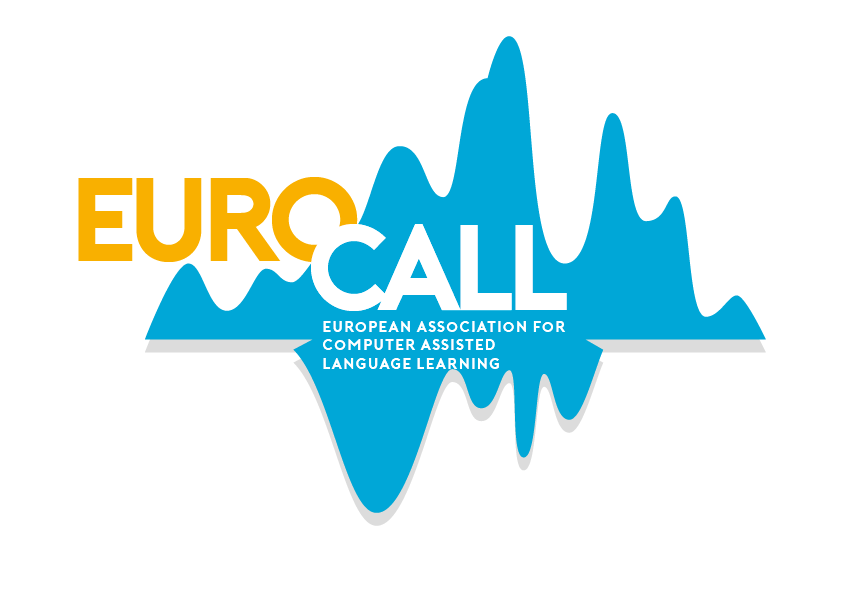 EURO
CALL
EUROPEAN ASSOCIATION FOR
COMPUTER ASSISTED
LANGUAGE LEARNING